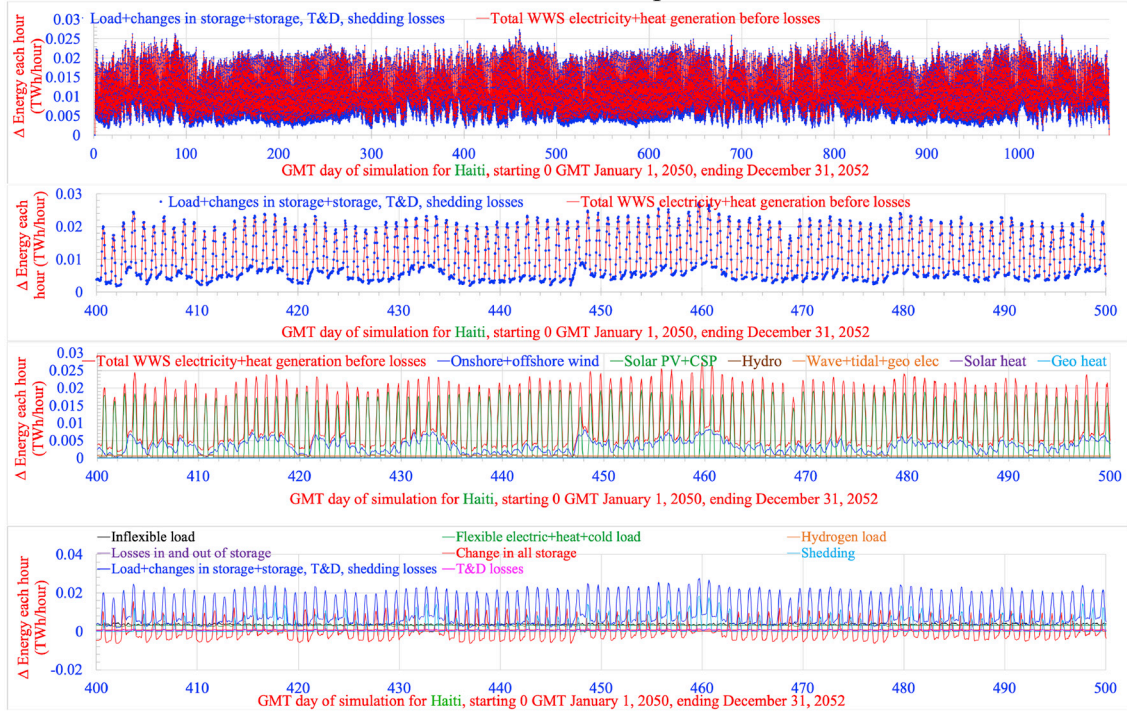 Load+changes in storage+storage, T&D, shedding losses —Total WWS electricity+heat generation before losses
Δ Energy each hour
(TWh/hour)
0.03
0.025
0.02
0.015
0.01
0.005
0
0 100 200 300 400 500 600 700 800 900 1000
GMT day of simulation for Haiti, starting 0 GMT January 1, 2050, ending December 31, 2052
• Load+changes in storage+storage, T&D, shedding losses —Total WWS electricity+heat generation before losses
Δ Energy each
hour (TWh/hour)
0.03
0.02
0.01
0
400 410 420 430 440 450 460 470 480 490 500
GMT day of simulation for Haiti, starting 0 GMT January 1, 2050, ending December 31, 2052
—Total WWS electricity+heat generation before losses —Onshore+offshore wind —Solar PV+CSP —Hydro —Wave+tidal+geo elec —Solar heat —Geo heat
Δ Energy each hour
(TWh/hour)
0.03
0.025
0.02
0.015
0.01
0.005
0
400 410 420 430 440 450 460 470 480 490 500
GMT day of simulation for Haiti, starting 0 GMT January 1, 2050, ending December 31, 2052
—Inflexible load —Flexible electric+heat+cold load —Hydrogen load
—Losses in and out of storage —Change in all storage —Shedding
—Load+changes in storage+storage, T&D, shedding losses —T&D losses
Δ Energy each hour
(TWh/hour)
0.04
0.02
0
-0.02
400 410 420 430 440 450 460 470 480 490 500
GMT day of simulation for Haiti, starting 0 GMT January 1, 2050, ending December 31, 2052